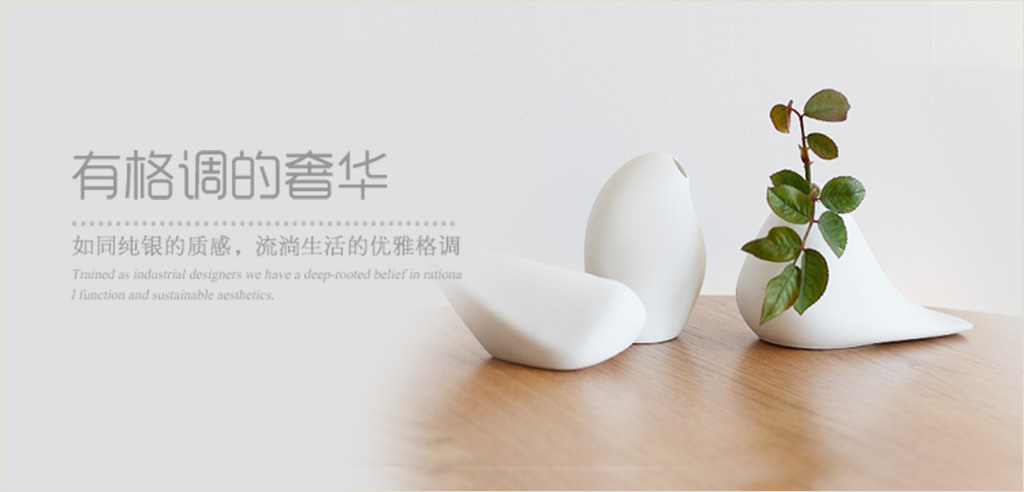 有格调的奢华
如同纯银的质感，流淌生活的优雅格调
Trained as industrial designers we have a deep-rooted belief in rationa
l function and sustainable aesthetics.